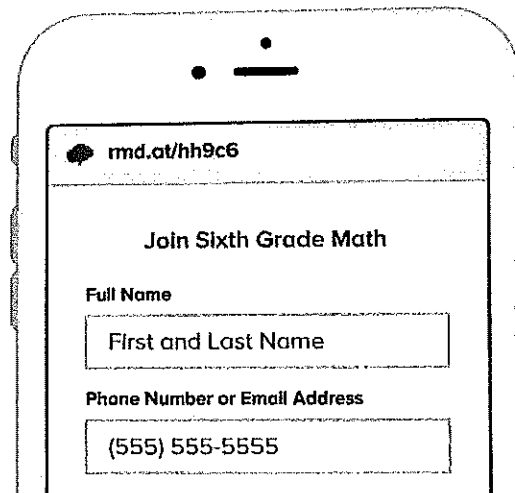 rmd.at/hh9c6
Join Sixth Grade Math
Full Name
First and Last Name
Phone Number or Email Address
(555) 555-5555